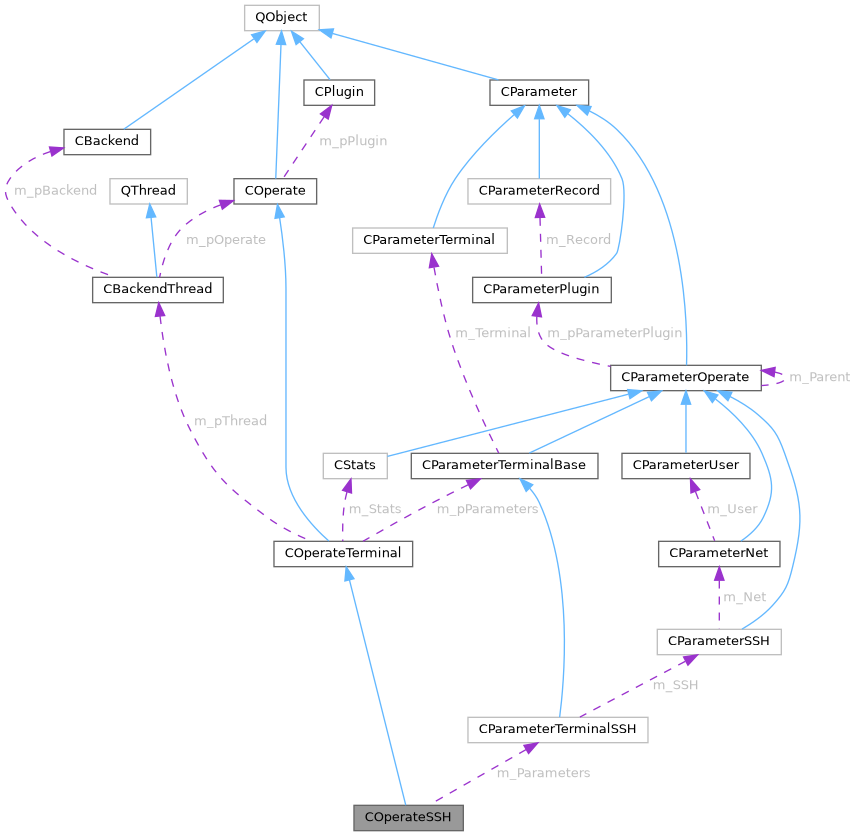 QObject
CPlugin
CParameter
CBackend
m_pPlugin
m_pBackend
QThread
COperate
CParameterRecord
m_pOperate
CParameterTerminal
m_Record
CBackendThread
CParameterPlugin
m_Terminal
m_pParameterPlugin
CParameterOperate
m_Parent
m_pThread
CStats
CParameterTerminalBase
CParameterUser
m_Stats
m_pParameters
m_User
COperateTerminal
CParameterNet
m_Net
CParameterSSH
m_SSH
CParameterTerminalSSH
m_Parameters
COperateSSH